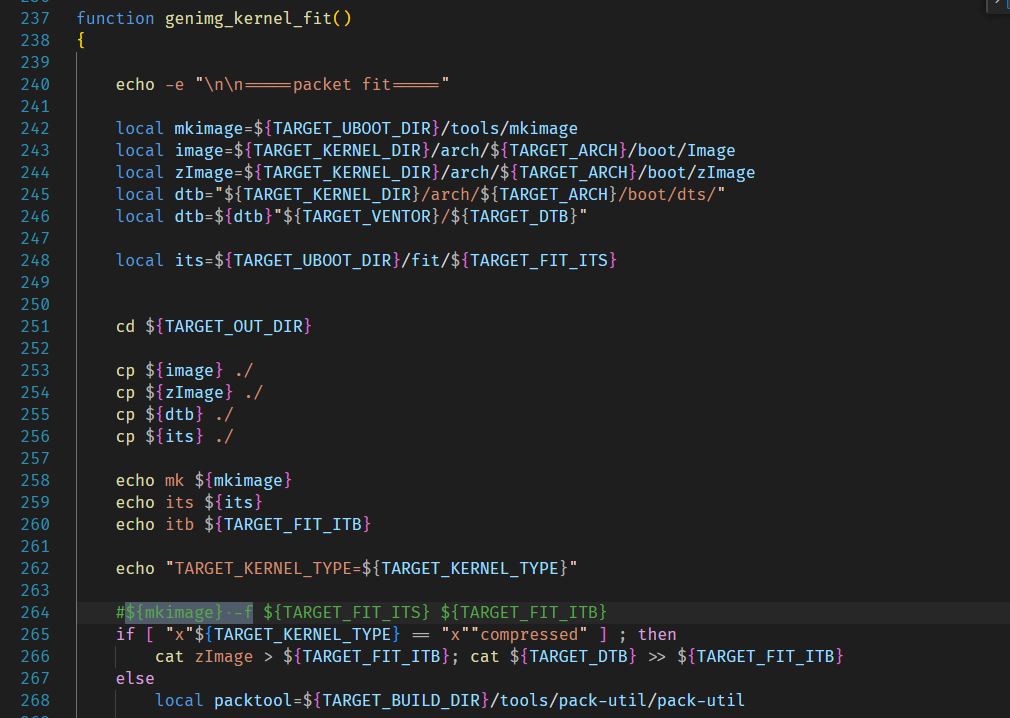 237 function genimg_kernel_fit()
238 {
239
240 echo -e "\n\n=====packet fit====="
241
242 local mkimage=${TARGET_UBOOT_DIR}/tools/mkimage
243 local image=${TARGET_KERNEL_DIR}/arch/${TARGET_ARCH}/boot/Image
244 local zImage=${TARGET_KERNEL_DIR}/arch/${TARGET_ARCH}/boot/zImage
245 local dtb="${TARGET_KERNEL_DIR}/arch/${TARGET_ARCH}/boot/dts/"
246 local dtb=${dtb}"${TARGET_VENTOR}/${TARGET_DTB}"
247
248 local its=${TARGET_UBOOT_DIR}/fit/${TARGET_FIT_ITS}
249
250
251 cd ${TARGET_OUT_DIR}
252
253 cp ${image} ./
254 cp ${zImage} ./
255 cp ${dtb} ./
256 cp ${its} ./
257
258 echo mk ${mkimage}
259 echo its ${its}
260 echo itb ${TARGET_FIT_ITB}
261
262 echo "TARGET_KERNEL_TYPE=${TARGET_KERNEL_TYPE}"
263
264 #${mkimage} -f ${TARGET_FIT_ITS} ${TARGET_FIT_ITB}
265 if [ "x"${TARGET_KERNEL_TYPE} == "x""compressed" ] ; then
266 cat zImage > ${TARGET_FIT_ITB}; cat ${TARGET_DTB} >> ${TARGET_FIT_ITB}
267 else
268 local packtool=${TARGET_BUILD_DIR}/tools/pack-util/pack-util